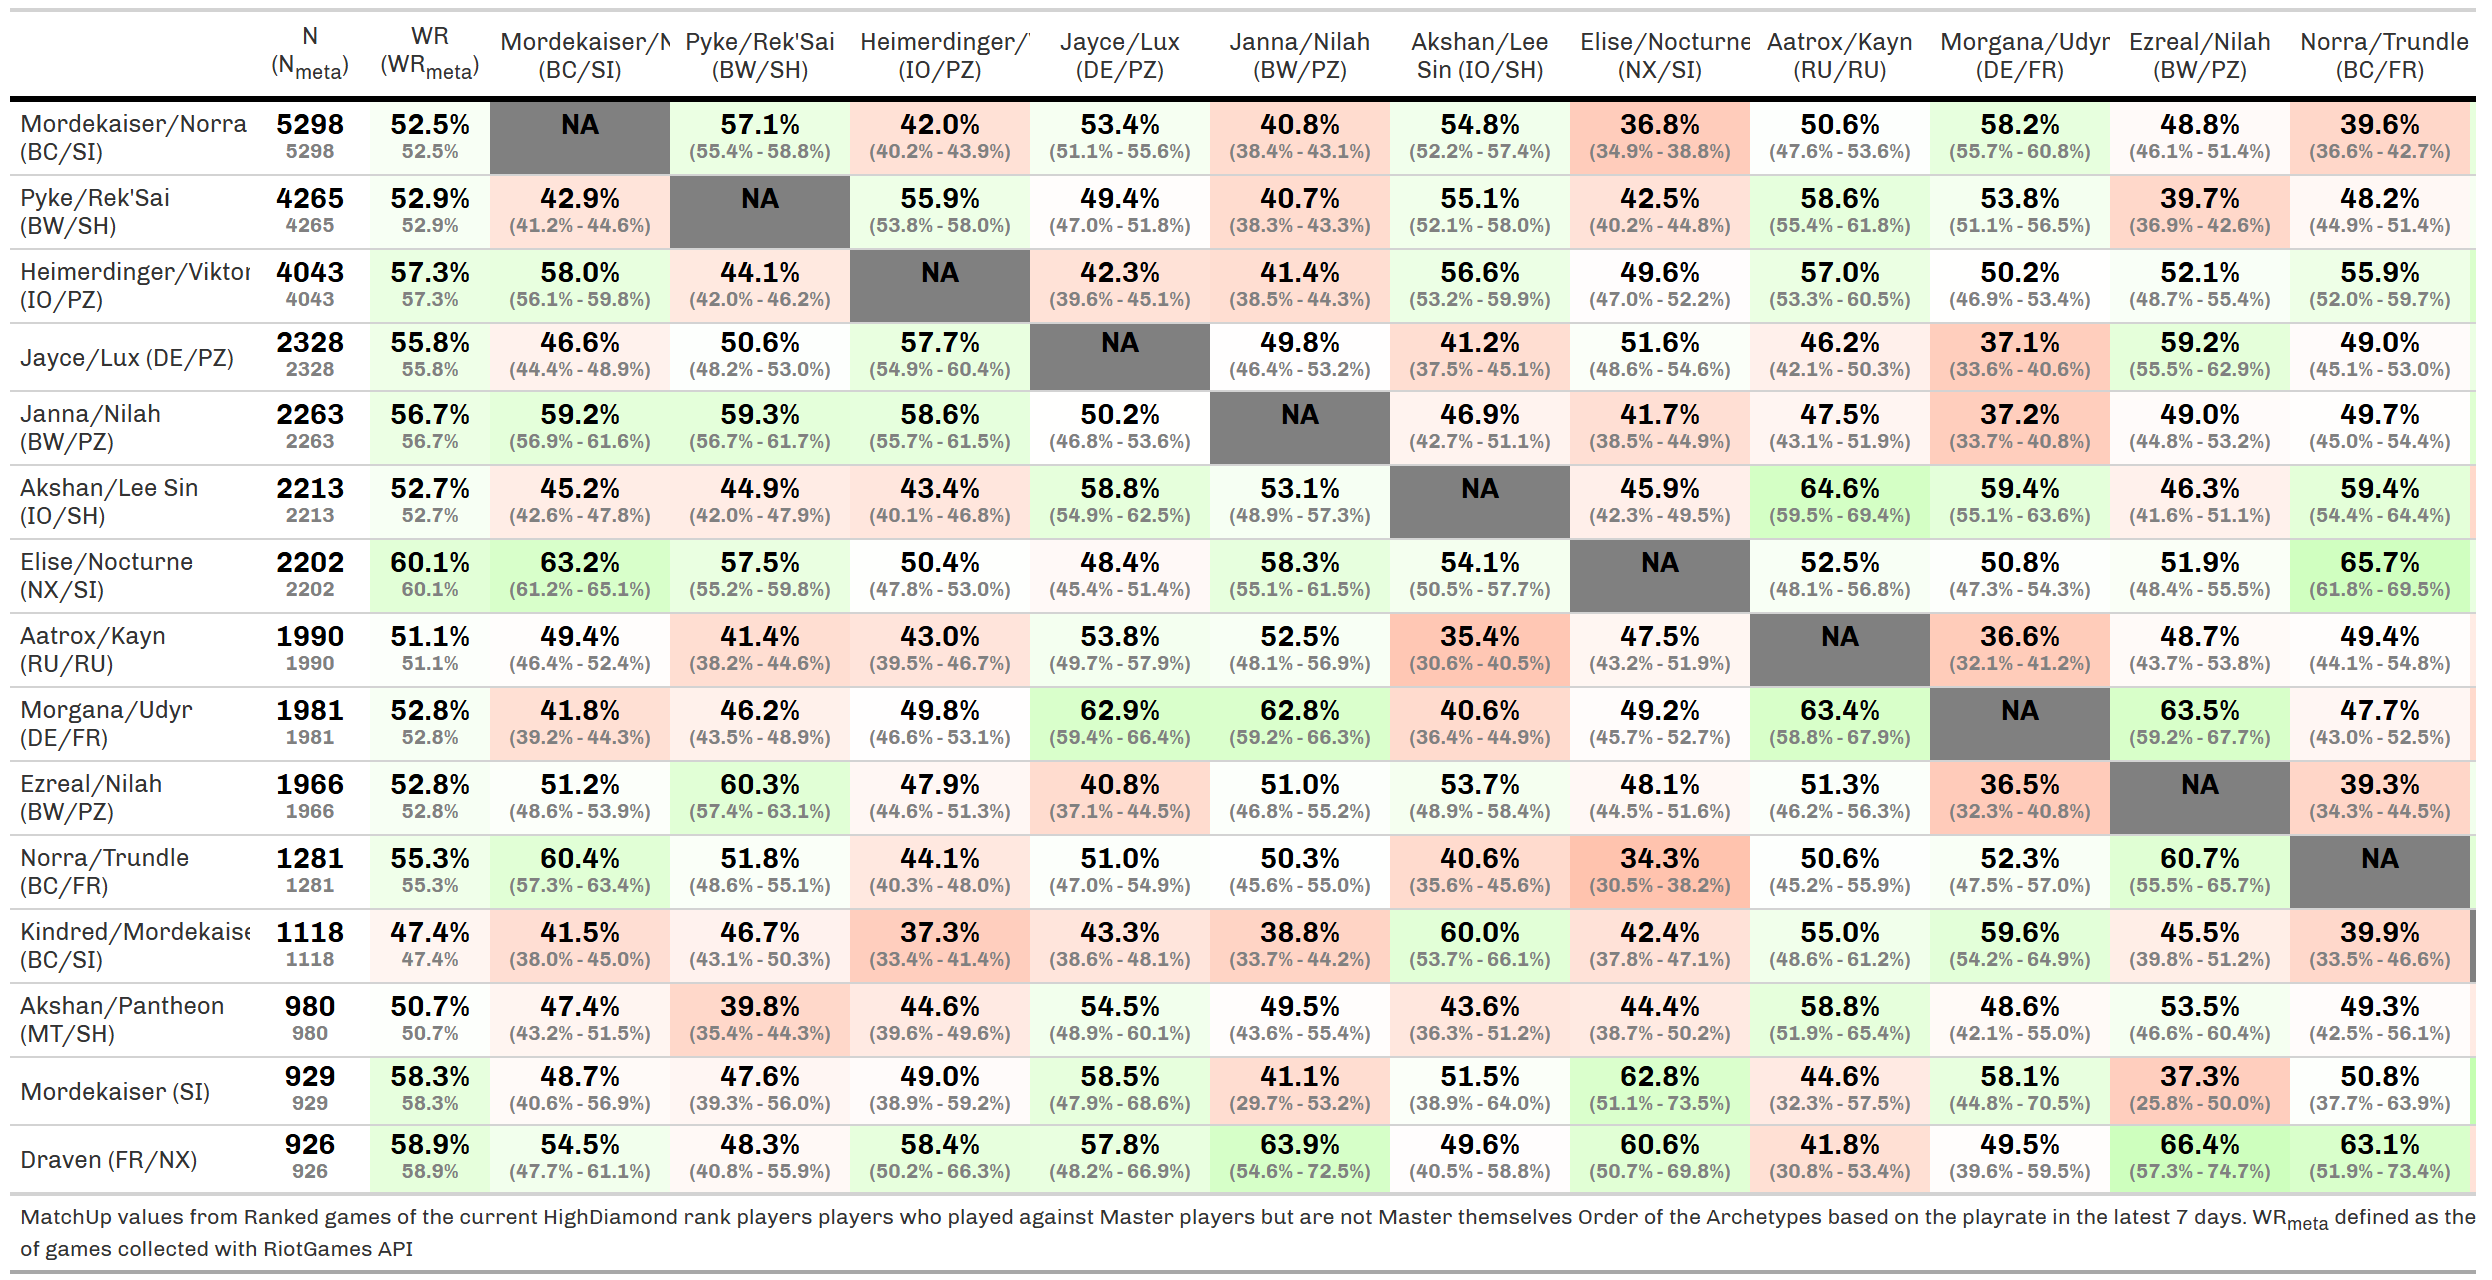 N WR Mordekaiser/N Pyke/Rek'Sai Heimerdinger/ Jayce/Lux Janna/Nilah Akshan/Lee Elise/Nocturne Aatrox/Kayn Morgana/Udyr Ezreal/Nilah Norra/Trundle
(Nmeta) (WRmeta) (BC/SI) (BW/SH) (IO/PZ) (DE/PZ) (BW/PZ) Sin (IO/SH) (NX/SI) (RU/RU) (DE/FR) (BW/PZ) (BC/FR)
Mordekaiser/Norra 5298 52.5% NA 57.1% 42.0% 53.4% 40.8% 54.8% 36.8% 50.6% 58.2% 48.8% 39.6%
(BC/SI) 5298 52.5% (55.4% - 58.8%) (40.2% - 43.9%) (51.1% - 55.6%) (38.4% - 43.1%) (52.2% - 57.4%) (34.9% - 38.8%) (47.6% - 53.6%) (55.7% - 60.8%) (46.1% - 51.4%) (36.6% - 42.7%)
Pyke/Rek'Sai 4265 52.9% 42.9% NA 55.9% 49.4% 40.7% 55.1% 42.5% 58.6% 53.8% 39.7% 48.2%
(BW/SH) 4265 52.9% (41.2% - 44.6%) (53.8% - 58.0%) (47.0% - 51.8%) (38.3% - 43.3%) (52.1% - 58.0%) (40.2% - 44.8%) (55.4% - 61.8%) (51.1% - 56.5%) (36.9% - 42.6%) (44.9% - 51.4%)
Heimerdinger/Viktor 4043 57.3% 58.0% 44.1% NA 42.3% 41.4% 56.6% 49.6% 57.0% 50.2% 52.1% 55.9%
(IO/PZ) 4043 57.3% (56.1% - 59.8%) (42.0% - 46.2%) (39.6% - 45.1%) (38.5% - 44.3%) (53.2% - 59.9%) (47.0% - 52.2%) (53.3% - 60.5%) (46.9% - 53.4%) (48.7% - 55.4%) (52.0% - 59.7%)
Jayce/Lux (DE/PZ) 2328 55.8% 46.6% 50.6% 57.7% NA 49.8% 41.2% 51.6% 46.2% 37.1% 59.2% 49.0%
2328 55.8% (44.4% - 48.9%) (48.2% - 53.0%) (54.9% - 60.4%) (46.4% - 53.2%) (37.5% - 45.1%) (48.6% - 54.6%) (42.1% - 50.3%) (33.6% - 40.6%) (55.5% - 62.9%) (45.1% - 53.0%)
Janna/Nilah 2263 56.7% 59.2% 59.3% 58.6% 50.2% NA 46.9% 41.7% 47.5% 37.2% 49.0% 49.7%
(BW/PZ) 2263 56.7% (56.9% - 61.6%) (56.7% - 61.7%) (55.7% - 61.5%) (46.8% - 53.6%) (42.7% - 51.1%) (38.5% - 44.9%) (43.1% - 51.9%) (33.7% - 40.8%) (44.8% - 53.2%) (45.0% - 54.4%)
Akshan/Lee Sin 2213 52.7% 45.2% 44.9% 43.4% 58.8% 53.1% NA 45.9% 64.6% 59.4% 46.3% 59.4%
(IO/SH) 2213 52.7% (42.6% - 47.8%) (42.0% - 47.9%) (40.1% - 46.8%) (54.9% - 62.5%) (48.9% - 57.3%) (42.3% - 49.5%) (59.5% - 69.4%) (55.1% - 63.6%) (41.6% - 51.1%) (54.4% - 64.4%)
Elise/Nocturne 2202 60.1% 63.2% 57.5% 50.4% 48.4% 58.3% 54.1% NA 52.5% 50.8% 51.9% 65.7%
(NX/SI) 2202 60.1% (61.2% - 65.1%) (55.2% - 59.8%) (47.8% - 53.0%) (45.4% - 51.4%) (55.1% - 61.5%) (50.5% - 57.7%) (48.1% - 56.8%) (47.3% - 54.3%) (48.4% - 55.5%) (61.8% - 69.5%)
Aatrox/Kayn 1990 51.1% 49.4% 41.4% 43.0% 53.8% 52.5% 35.4% 47.5% NA 36.6% 48.7% 49.4%
(RU/RU) 1990 51.1% (46.4% - 52.4%) (38.2% - 44.6%) (39.5% - 46.7%) (49.7% - 57.9%) (48.1% - 56.9%) (30.6% - 40.5%) (43.2% - 51.9%) (32.1% - 41.2%) (43.7% - 53.8%) (44.1% - 54.8%)
Morgana/Udyr 1981 52.8% 41.8% 46.2% 49.8% 62.9% 62.8% 40.6% 49.2% 63.4% NA 63.5% 47.7%
(DE/FR) 1981 52.8% (39.2% - 44.3%) (43.5% - 48.9%) (46.6% - 53.1%) (59.4% - 66.4%) (59.2% - 66.3%) (36.4% - 44.9%) (45.7% - 52.7%) (58.8% - 67.9%) (59.2% - 67.7%) (43.0% - 52.5%)
Ezreal/Nilah 1966 52.8% 51.2% 60.3% 47.9% 40.8% 51.0% 53.7% 48.1% 51.3% 36.5% NA 39.3%
(BW/PZ) 1966 52.8% (48.6% - 53.9%) (57.4% - 63.1%) (44.6% - 51.3%) (37.1% - 44.5%) (46.8% - 55.2%) (48.9% - 58.4%) (44.5% - 51.6%) (46.2% - 56.3%) (32.3% - 40.8%) (34.3% - 44.5%)
Norra/Trundle 1281 55.3% 60.4% 51.8% 44.1% 51.0% 50.3% 40.6% 34.3% 50.6% 52.3% 60.7% NA
(BC/FR) 1281 55.3% (57.3% - 63.4%) (48.6% - 55.1%) (40.3% - 48.0%) (47.0% - 54.9%) (45.6% - 55.0%) (35.6% - 45.6%) (30.5% - 38.2%) (45.2% - 55.9%) (47.5% - 57.0%) (55.5% - 65.7%)
Kindred/Mordekaise 1118 47.4% 41.5% 46.7% 37.3% 43.3% 38.8% 60.0% 42.4% 55.0% 59.6% 45.5% 39.9%
(BC/SI) 1118 47.4% (38.0% - 45.0%) (43.1% - 50.3%) (33.4% - 41.4%) (38.6% - 48.1%) (33.7% - 44.2%) (53.7% - 66.1%) (37.8% - 47.1%) (48.6% - 61.2%) (54.2% - 64.9%) (39.8% - 51.2%) (33.5% - 46.6%)
Akshan/Pantheon 980 50.7% 47.4% 39.8% 44.6% 54.5% 49.5% 43.6% 44.4% 58.8% 48.6% 53.5% 49.3%
(MT/SH) 980 50.7% (43.2% - 51.5%) (35.4% - 44.3%) (39.6% - 49.6%) (48.9% - 60.1%) (43.6% - 55.4%) (36.3% - 51.2%) (38.7% - 50.2%) (51.9% - 65.4%) (42.1% - 55.0%) (46.6% - 60.4%) (42.5% - 56.1%)
Mordekaiser (SI) 929 58.3% 48.7% 47.6% 49.0% 58.5% 41.1% 51.5% 62.8% 44.6% 58.1% 37.3% 50.8%
929 58.3% (40.6% - 56.9%) (39.3% - 56.0%) (38.9% - 59.2%) (47.9% - 68.6%) (29.7% - 53.2%) (38.9% - 64.0%) (51.1% - 73.5%) (32.3% - 57.5%) (44.8% - 70.5%) (25.8% - 50.0%) (37.7% - 63.9%)
Draven (FR/NX) 926 58.9% 54.5% 48.3% 58.4% 57.8% 63.9% 49.6% 60.6% 41.8% 49.5% 66.4% 63.1%
926 58.9% (47.7% - 61.1%) (40.8% - 55.9%) (50.2% - 66.3%) (48.2% - 66.9%) (54.6% - 72.5%) (40.5% - 58.8%) (50.7% - 69.8%) (30.8% - 53.4%) (39.6% - 59.5%) (57.3% - 74.7%) (51.9% - 73.4%)
MatchUp values from Ranked games of the current HighDiamond rank players players who played against Master players but are not Master themselves Order of the Archetypes based on the playrate in the latest 7 days. WRmeta defined as the
of games collected with RiotGames API